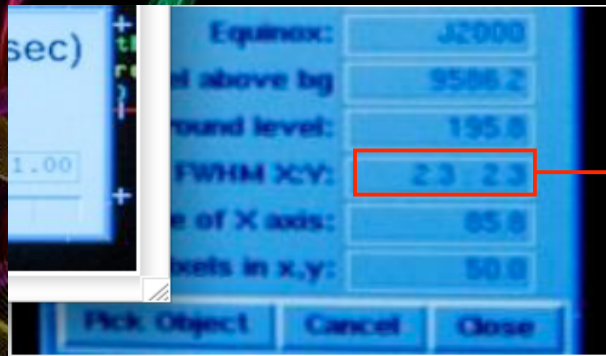 sec)
1.00
Equinox: J2000
el above bg 9586.2
round level: 195.8
FWHM X:Y: 2.3 : 2.3
e of X axis: 85.8
xels in x,y: 50.0
Pick Object Cancel Close